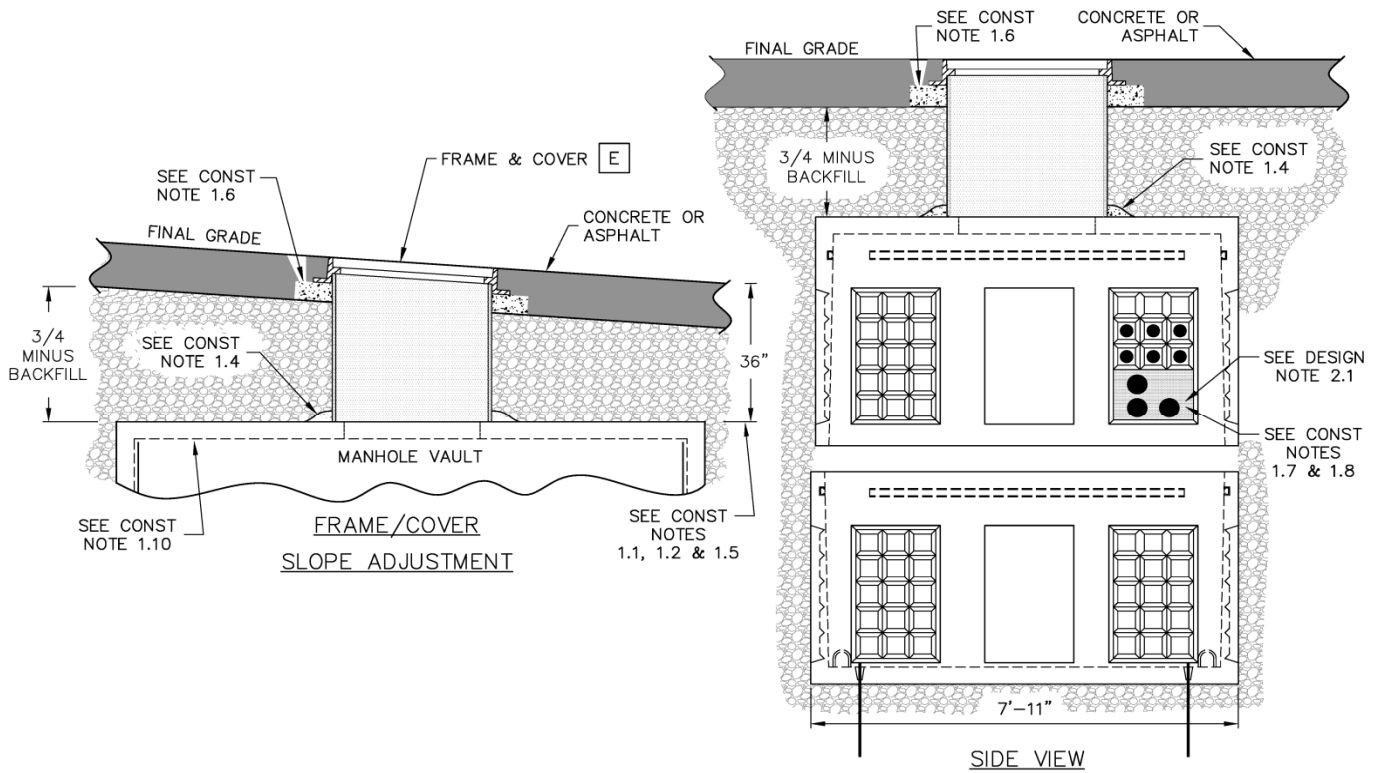 FRAME & COVER E
SEE CONST
NOTE 1.6
FINAL GRADE
CONCRETE OR
ASPHALT
3/4
MINUS
BACKFILL
SEE CONST
NOTE 1.4
36"
MANHOLE VAULT
SEE CONST
NOTE 1.10
FRAME/COVER
SLOPE ADJUSTMENT
SEE CONST
NOTES
1.1, 1.2 & 1.5
SEE CONST
NOTE 1.6
CONCRETE OR
ASPHALT
FINAL GRADE
3/4 MINUS
BACKFILL
SEE CONST
NOTE 1.4
SEE DESIGN
NOTE 2.1
SEE CONST
NOTES
1.7 & 1.8
7'-11"
SIDE VIEW